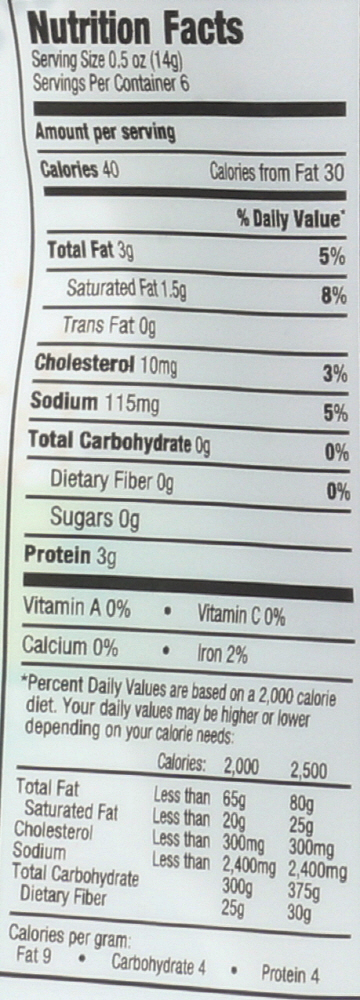 Nutrition Facts
Serving Size 0.5 oz (14g)
Servings Per Container 6
Amount per serving
Calories 40 Calories from Fat 30
% Daily Value*
Total Fat 3g 5%
Saturated Fat 1.5g 8%
Trans Fat 0g
Cholesterol 10mg 3%
Sodium 115mg 5%
Total Carbohydrate 0g 0%
Dietary Fiber 0g 0%
Sugars 0g
Protein 3g
Vitamin A 0% • Vitamin C 0%
Calcium 0% • Iron 2%
*Percent Daily Values are based on a 2,000 calorie
diet. Your daily values may be higher or lower
depending on your calorie needs:
Calories: 2,000 2,500
Total Fat Less than 65g 80g
Saturated Fat Less than 20g 25g
Cholesterol Less than 300mg 300mg
Sodium Less than 2,400mg 2,400mg
Total Carbohydrate 300g 375g
Dietary Fiber 25g 30g
Calories per gram:
Fat 9 • Carbohydrate 4 • Protein 4